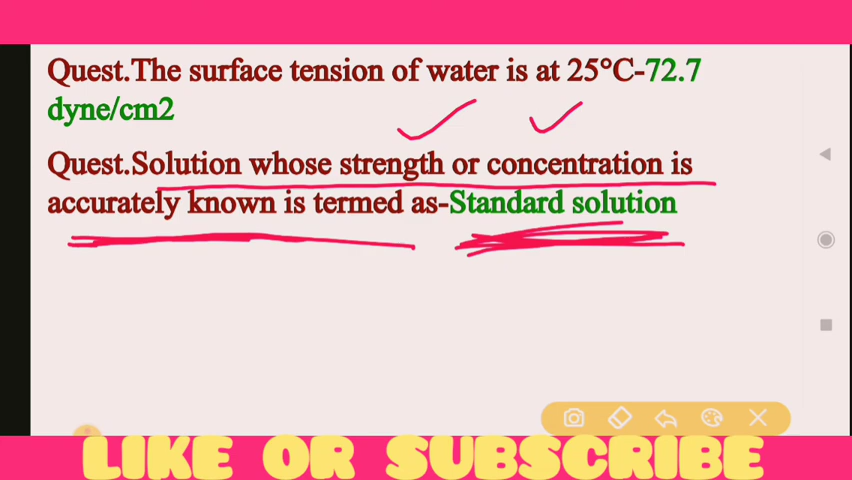 Quest.The surface tension of water is at 25°C-72.7
dyne/cm2
Quest.Solution whose strength or concentration is
accurately known is termed as-Standard solution
LIKE OR SUBSCRIBE